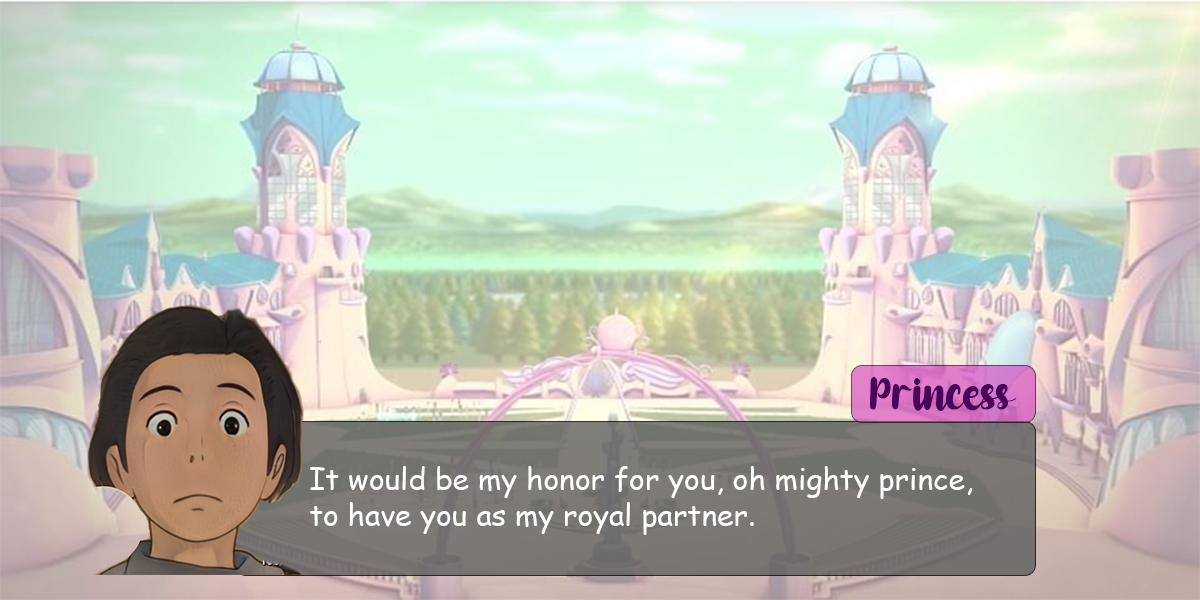 Princess
It would be my honor for you, oh mighty prince,
to have you as my royal partner.